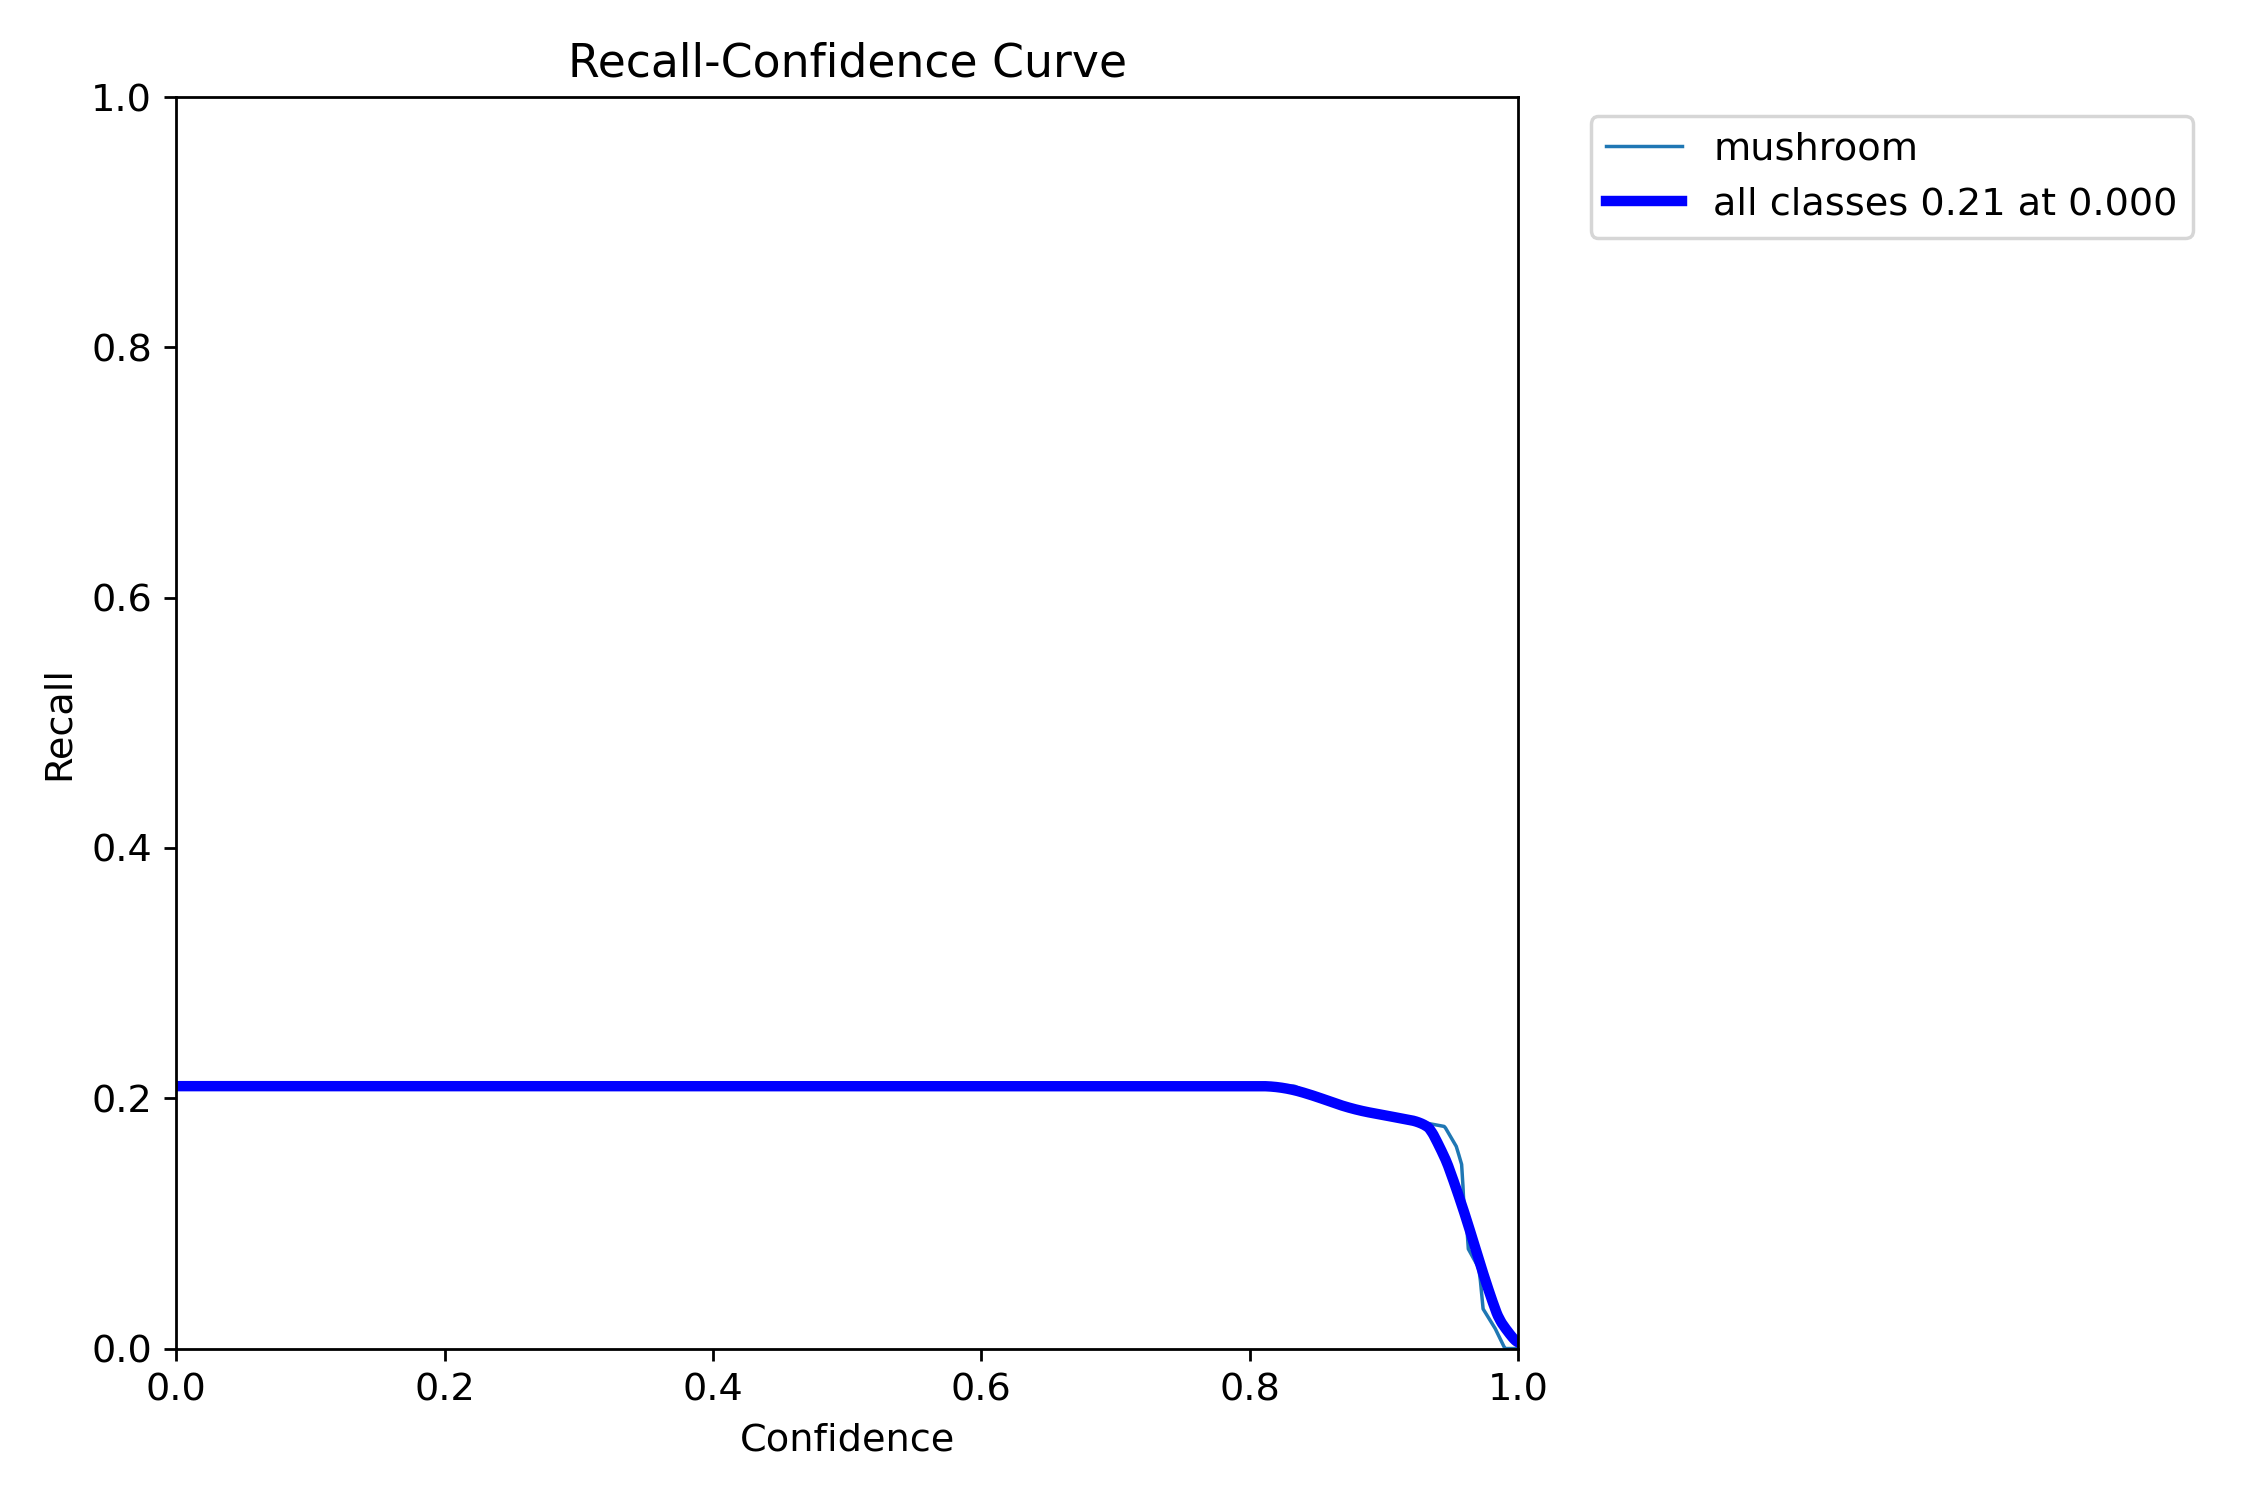 Recall-Confidence Curve
1.0
0.8
0.6
0.4
0.2
0.0
Recall
0.0 0.2 0.4 0.6 0.8 1.0
Confidence
mushroom
all classes 0.21 at 0.000